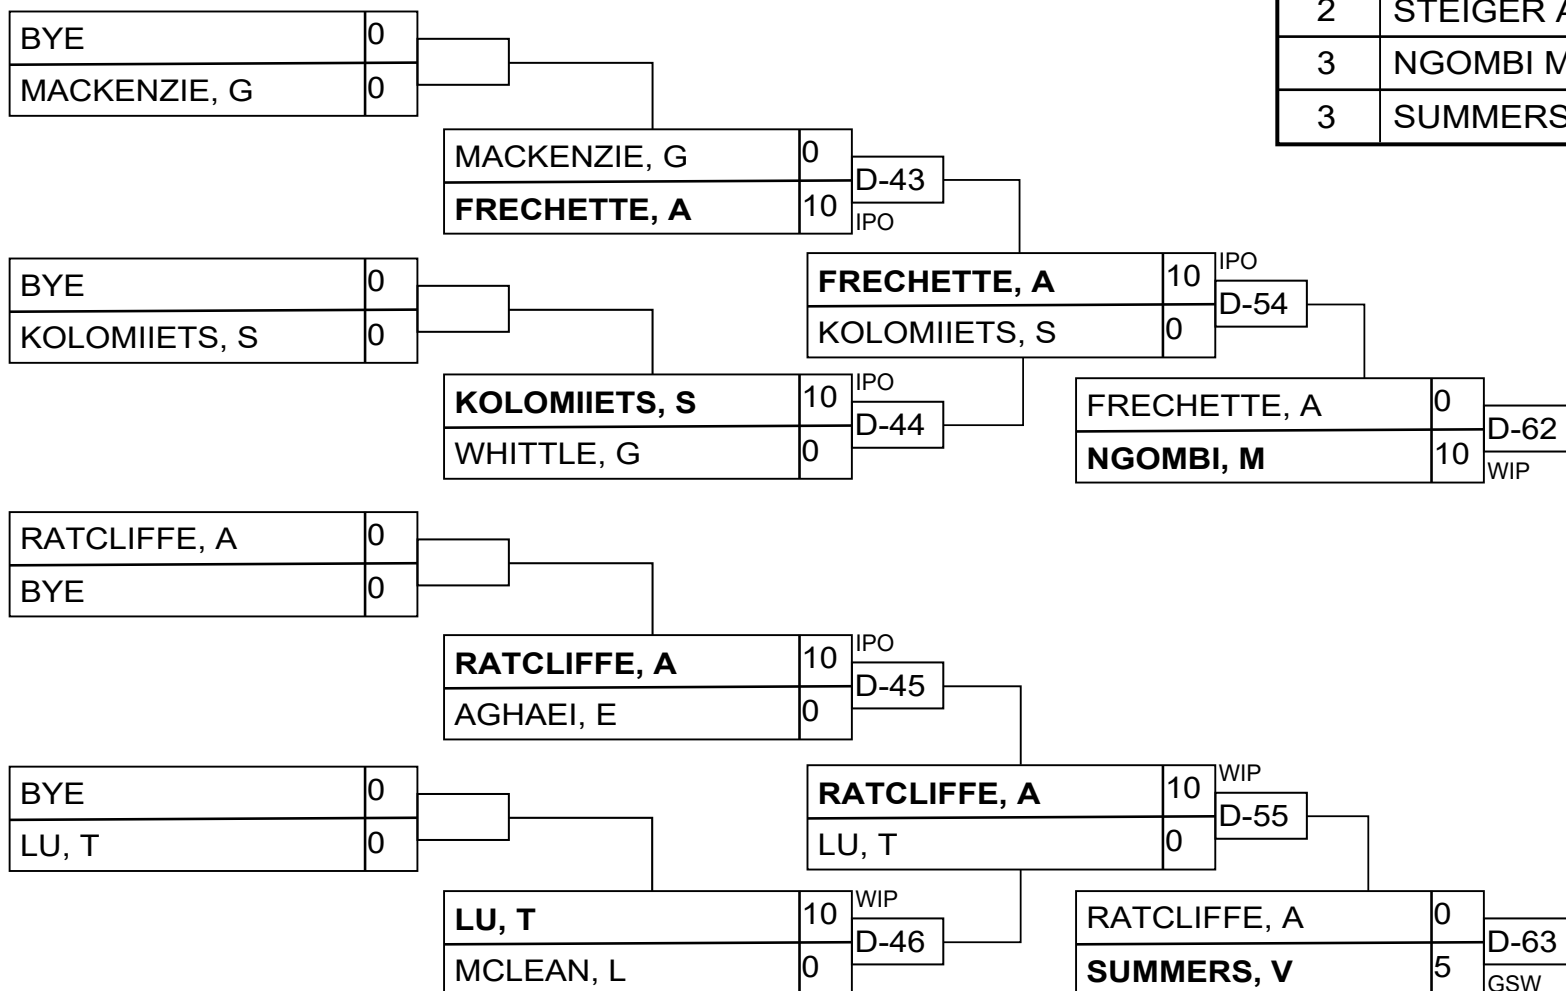 2 STEIGER A
3 NGOMBI M
3 SUMMERS
BYE 0
MACKENZIE, G 0
MACKENZIE, G 0
D-43
FRECHETTE, A 10
IPO
BYE 0
KOLOMIIETS, S 0
FRECHETTE, A 10 IPO
D-54
KOLOMIIETS, S 0
KOLOMIIETS, S 10 IPO
D-44
WHITTLE, G 0
FRECHETTE, A 0
D-62
NGOMBI, M 10
WIP
RATCLIFFE, A 0
BYE 0
RATCLIFFE, A 10 IPO
D-45
AGHAEI, E 0
BYE 0
LU, T 0
RATCLIFFE, A 10 WIP
D-55
LU, T 0
LU, T 10 WIP
D-46
MCLEAN, L 0
RATCLIFFE, A 0
D-63
SUMMERS, V 5
GSW